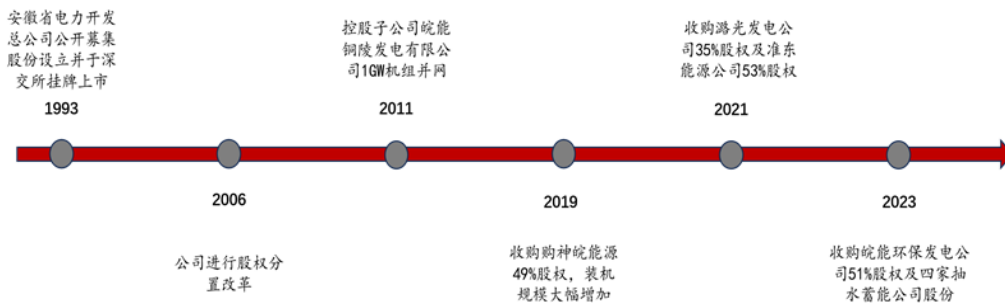 安徽省电力开发
总公司公开募集
股份设立并于深
交所挂牌上市
1993
控股子公司皖能
铜陵发电有限公
司1GW机组并网
2011
收购潞光发电公
司35%股权及准东
能源公司53%股权
2021
2006
公司进行股权分
置改革
2019
收购购神皖能源
49%股权，装机
规模大幅增加
2023
收购皖能环保发电公
司51%股权及四家抽
水蓄能公司股份